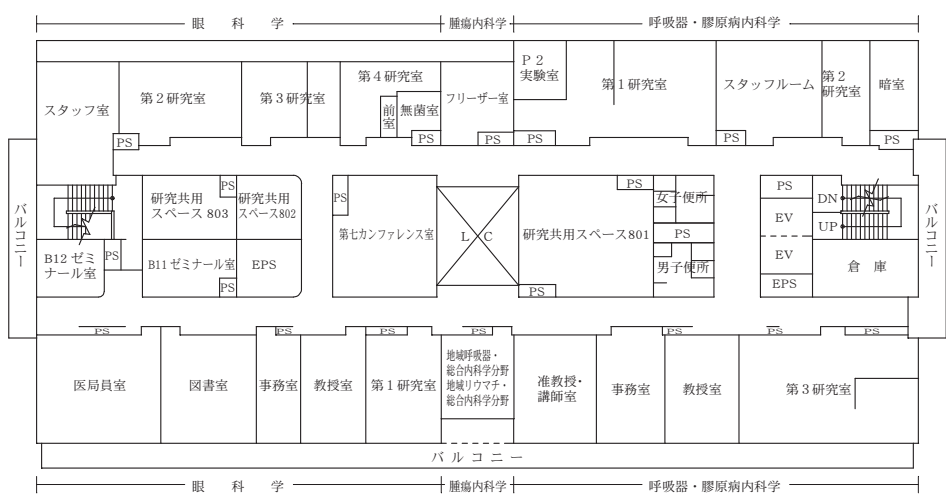 眼科学
腫瘍内科学
呼吸器・膠原病内科学
スタッフ室
第2研究室
第3研究室
第4研究室
前室
無菌室
フリーザー室
P2
実験室
第1研究室
スタッフルーム
第2
研究室
暗室
PS
PS
PS
PS
PS
PS
バルコニー
研究共用
スペース803
PS
研究共用
スペース802
PS
第七カンファレンス室
LC
PS
研究共用スペース801
女子便所
PS
男子便所
PS
EV
EV
EPS
DN
UP
倉庫
バルコニー
B12ゼミ
ナール室
PS
B11ゼミナール室
PS
EPS
PS
PS
PS
PS
PS
PS
PS
PS
医局員室
図書室
事務室
教授室
第1研究室
地域呼吸器・
総合内科学分野
地域リウマチ・
総合内科学分野
准教授・
講師室
事務室
教授室
第3研究室
バルコニー
眼科学
腫瘍内科学
呼吸器・膠原病内科学